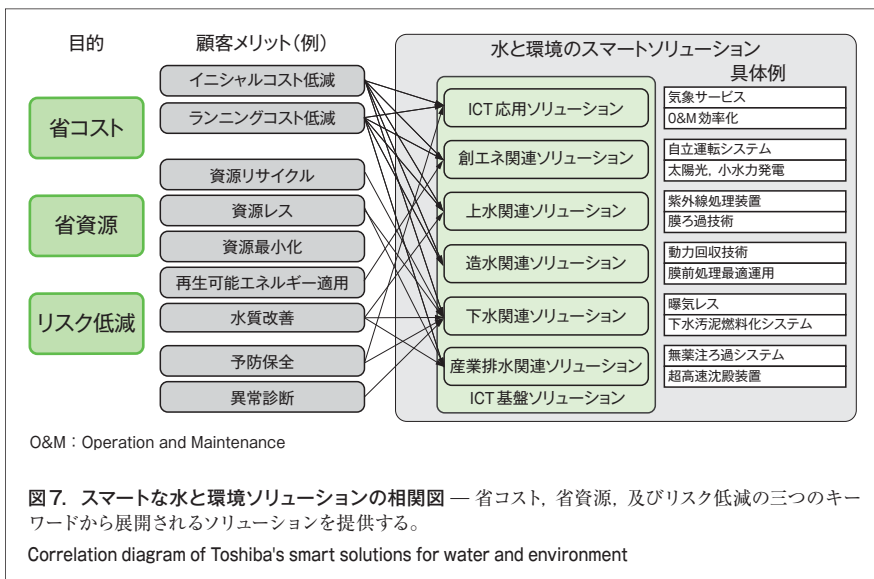 目的
顧客メリット(例)
水と環境のスマートソリューション
具体例
省コスト
省資源
リスク低減
イニシャルコスト低減
ランニングコスト低減
資源リサイクル
資源レス
資源最小化
再生可能エネルギー適用
水質改善
予防保全
異常診断
ICT応用ソリューション
創エネ関連ソリューション
上水関連ソリューション
造水関連ソリューション
下水関連ソリューション
産業排水関連ソリューション
ICT基盤ソリューション
気象サービス
O&M効率化
自立運転システム
太陽光, 小水力発電
紫外線処理装置
膜ろ過技術
動力回収技術
膜前処理最適運用
曝気レス
下水汚泥燃料化システム
無薬注ろ過システム
超高速沈殿装置
O&M:Operation and Maintenance
図7. スマートな水と環境ソリューションの相関図 — 省コスト, 省資源, 及びリスク低減の三つのキー
ワードから展開されるソリューションを提供する。
Correlation diagram of Toshiba's smart solutions for water and environment